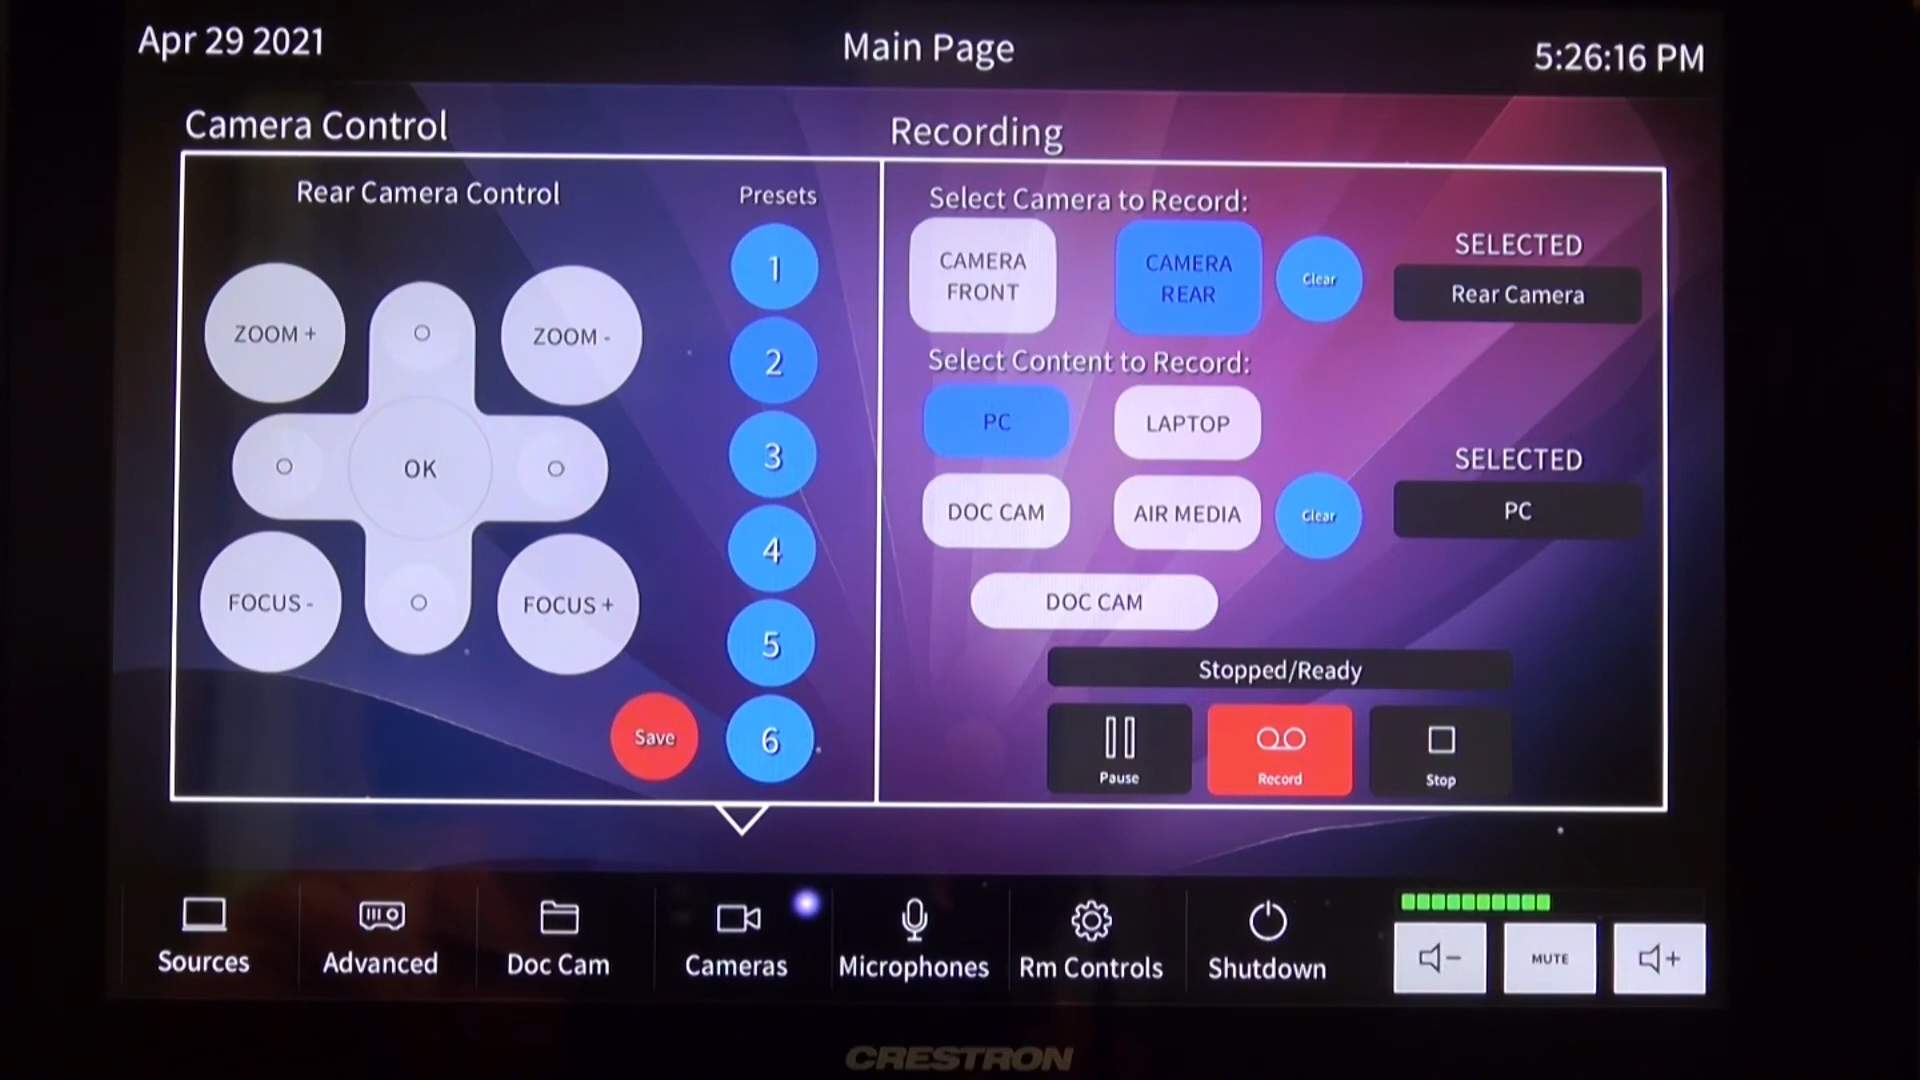 Apr 29 2021
Main Page
5:26:16 PM
Camera Control
Recording
Rear Camera Control
Presets
ZOOM +
ZOOM -
OK
FOCUS -
FOCUS +
1
2
3
4
5
6
Save
Select Camera to Record:
CAMERA
FRONT
CAMERA
REAR
Clear
SELECTED
Rear Camera
Select Content to Record:
PC
LAPTOP
DOC CAM
AIR MEDIA
Clear
SELECTED
PC
DOC CAM
Stopped/Ready
Pause
Record
Stop
Sources
Advanced
Doc Cam
Cameras
Microphones
Rm Controls
Shutdown
MUTE
CRESTRON